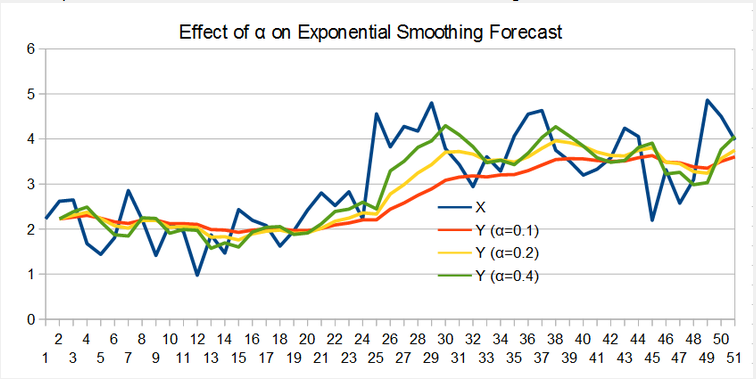 Effect of α on Exponential Smoothing Forecast
6
5
4
3
2
1
0
X
Y (α=0.1)
Y (α=0.2)
Y (α=0.4)
2 4 6 8 10 12 14 16 18 20 22 24 26 28 30 32 34 36 38 40 42 44 46 48 50
1 3 5 7 9 11 13 15 17 19 21 23 25 27 29 31 33 35 37 39 41 43 45 47 49 51